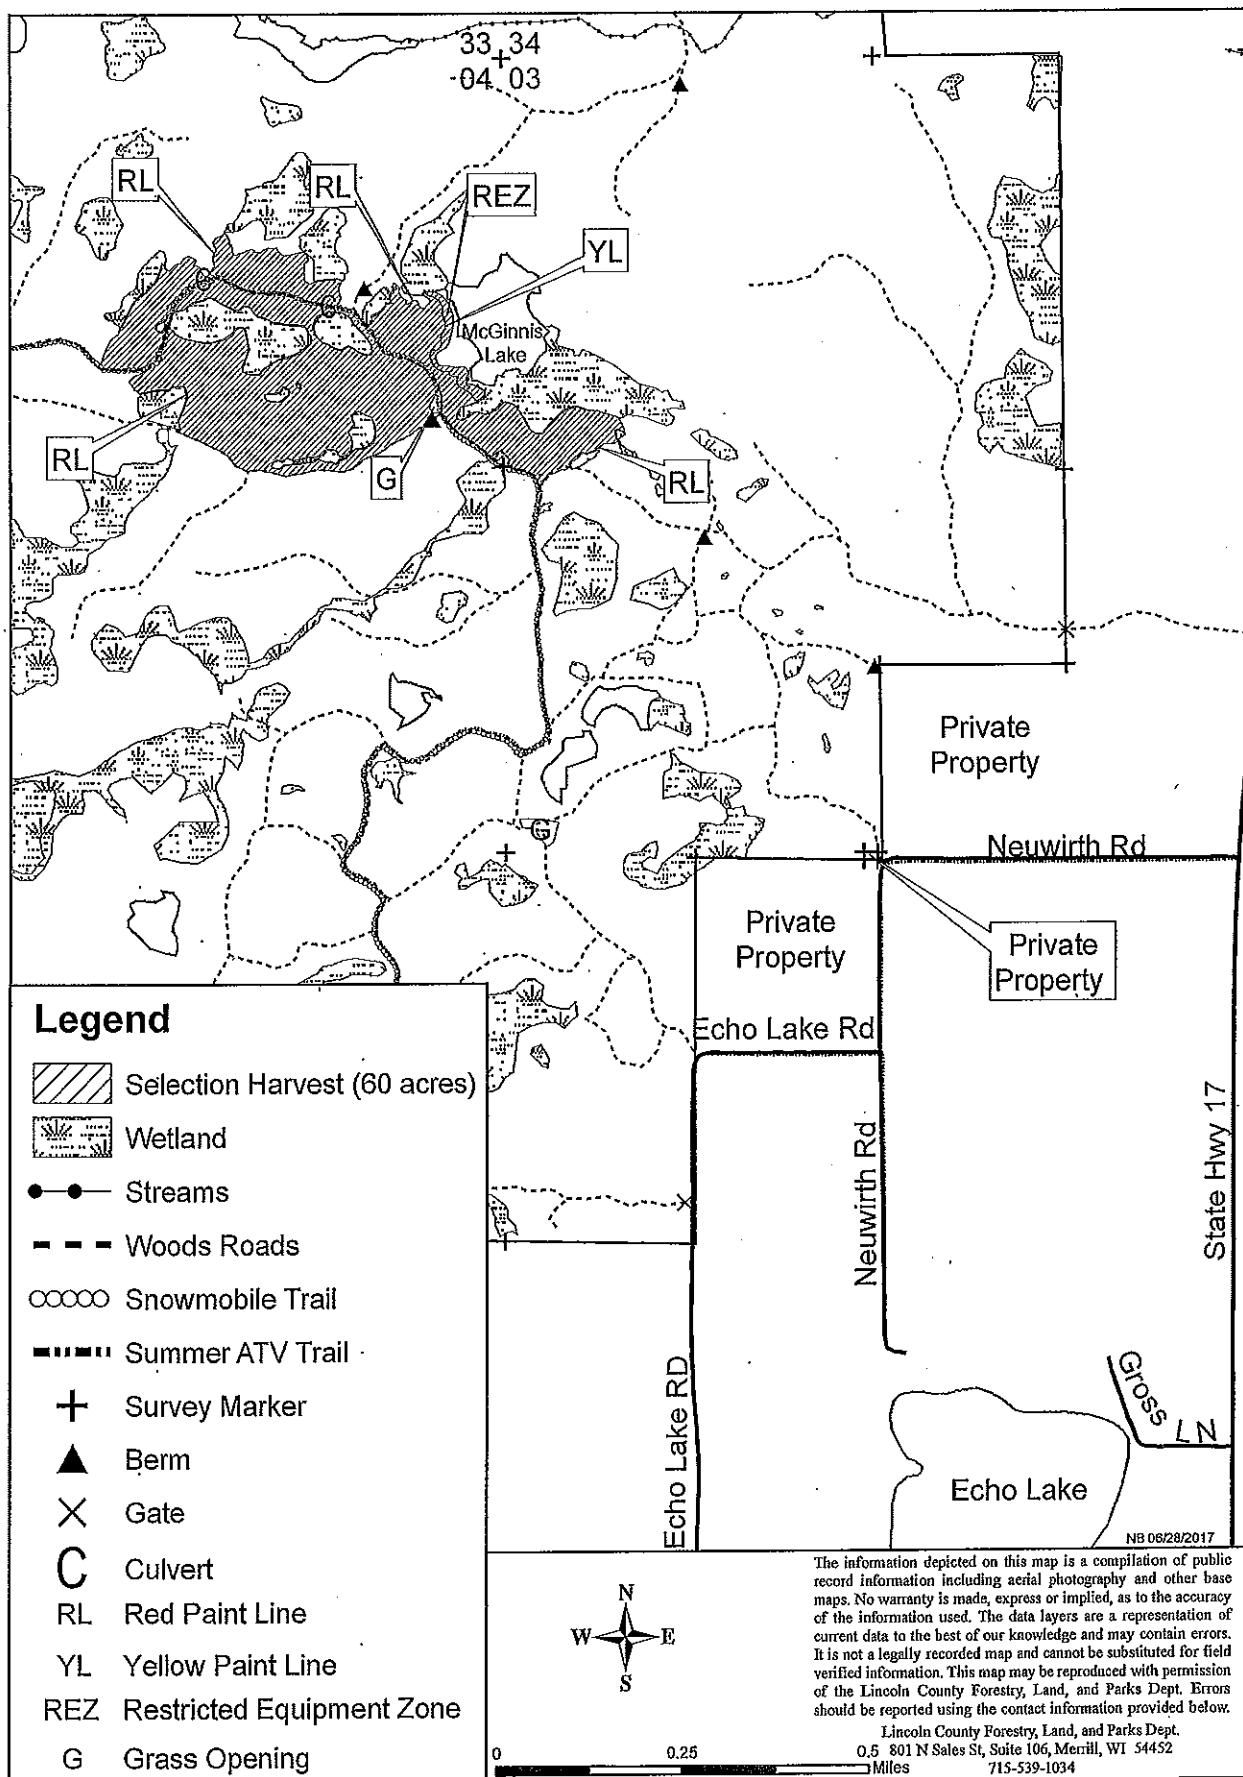 33 34
04 03
RL
RL
REZ
YL
McGinnis
Lake
RL
G
RL
C
C
G
Private
Property
Neuwirth Rd
Private
Property
Private
Property
Echo Lake Rd
Neuwirth Rd
State Hwy 17
Echo Lake RD
Gross LN
Echo Lake
NB 06/28/2017
Legend
Selection Harvest (60 acres)
Wetland
Streams
Woods Roads
Snowmobile Trail
Summer ATV Trail
Survey Marker
Berm
Gate
C Culvert
RL Red Paint Line
YL Yellow Paint Line
REZ Restricted Equipment Zone
G Grass Opening
N
W E
S
0 0.25 0.5
Miles
The information depicted on this map is a compilation of public
record information including aerial photography and other base
maps. No warranty is made, express or implied, as to the accuracy
of the information used. The data layers are a representation of
current data to the best of our knowledge and may contain errors.
It is not a legally recorded map and cannot be substituted for field
verified information. This map may be reproduced with permission
of the Lincoln County Forestry, Land, and Parks Dept. Errors
should be reported using the contact information provided below.
Lincoln County Forestry, Land, and Parks Dept.
801 N Sales St, Suite 106, Merrill, WI 54452
715-539-1034